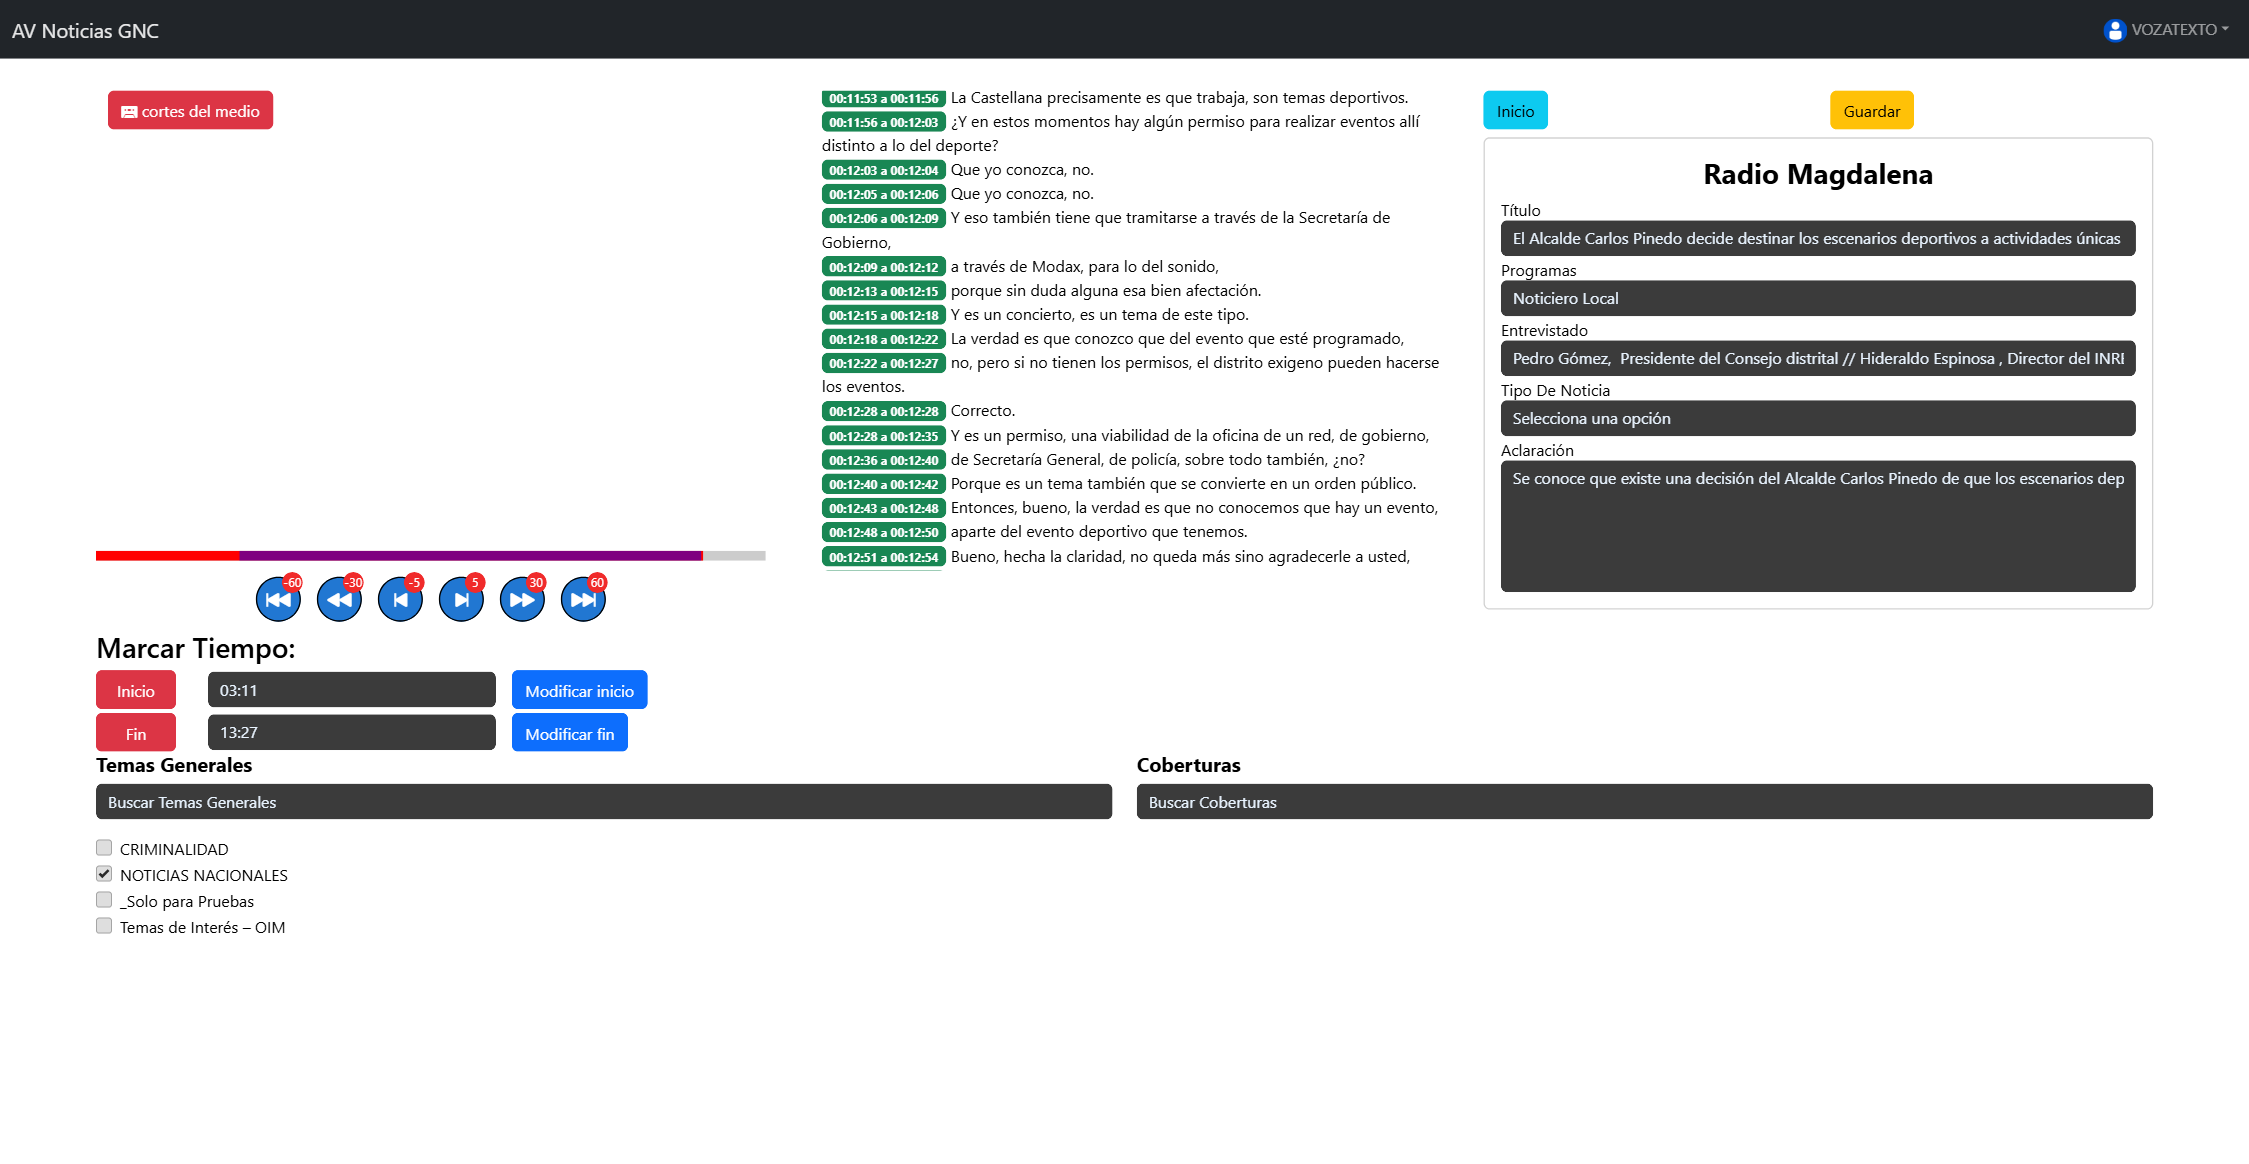 AV Noticias GNC
VOZATEXTO
cortes del medio
-60
-30
-5
5
30
60
Marcar Tiempo:
Inicio
03:11
Modificar inicio
Fin
13:27
Modificar fin
00:11:53 a 00:11:56 La Castellana precisamente es que trabaja, son temas deportivos.
00:11:56 a 00:12:03 ¿Y en estos momentos hay algún permiso para realizar eventos allí
distinto a lo del deporte?
00:12:03 a 00:12:04 Que yo conozca, no.
00:12:05 a 00:12:06 Que yo conozca, no.
00:12:06 a 00:12:09 Y eso también tiene que tramitarse a través de la Secretaría de
Gobierno,
00:12:09 a 00:12:12 a través de Modax, para lo del sonido,
00:12:13 a 00:12:15 porque sin duda alguna esa bien afectación.
00:12:15 a 00:12:18 Y es un concierto, es un tema de este tipo.
00:12:18 a 00:12:22 La verdad es que conozco que del evento que esté programado,
00:12:22 a 00:12:27 no, pero si no tienen los permisos, el distrito exigeno pueden hacerse
los eventos.
00:12:28 a 00:12:28 Correcto.
00:12:28 a 00:12:35 Y es un permiso, una viabilidad de la oficina de un red, de gobierno,
00:12:36 a 00:12:40 de Secretaría General, de policía, sobre todo también, ¿no?
00:12:40 a 00:12:42 Porque es un tema también que se convierte en un orden público.
00:12:43 a 00:12:48 Entonces, bueno, la verdad es que no conocemos que hay un evento,
00:12:48 a 00:12:50 aparte del evento deportivo que tenemos.
00:12:51 a 00:12:54 Bueno, hecha la claridad, no queda más sino agradecerle a usted,
Inicio
Guardar
Radio Magdalena
Título
El Alcalde Carlos Pinedo decide destinar los escenarios deportivos a actividades únicas
Programas
Noticiero Local
Entrevistado
Pedro Gómez,  Presidente del Consejo distrital // Hideraldo Espinosa , Director del INRE
Tipo De Noticia
Selecciona una opción
Aclaración
Se conoce que existe una decisión del Alcalde Carlos Pinedo de que los escenarios dep
Temas Generales
Buscar Temas Generales
CRIMINALIDAD
NOTICIAS NACIONALES
_Solo para Pruebas
Temas de Interés – OIM
Coberturas
Buscar Coberturas